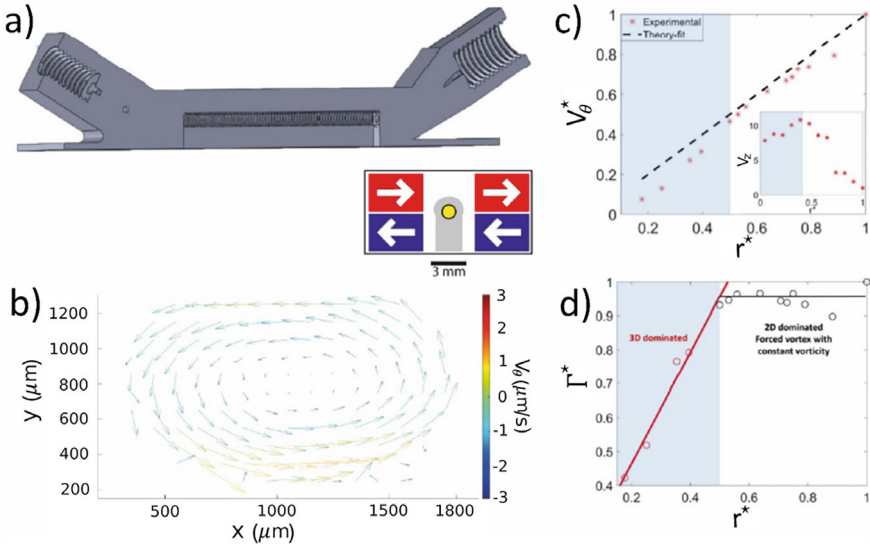 a)
3 mm
b)
1300
1100
900
800
600
400
200
y (μm)
500
1000
1500
1800
x (μm)
3
2
1
0
-1
-2
-3
Vθ(μm/s)
c)
Experimental
Theory-fit
1
0.8
0.6
0.4
0.2
0
V*θ
0.2
0.4
0.6
0.8
1
r*
10
5
0
Vz
0
0.5
1
r*
d)
3D dominated
2D dominated
Forced vortex with
constant vorticity
1
0.9
0.8
0.7
0.6
0.5
0.4
Γ*
0.2
0.4
0.6
0.8
1
r*